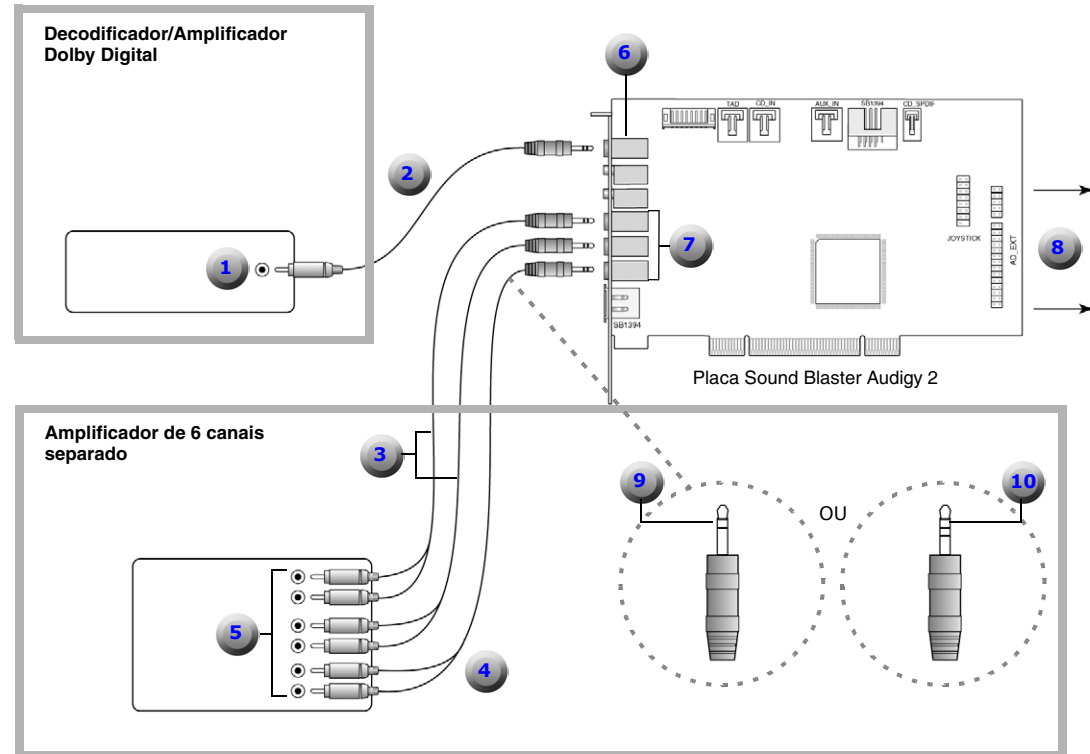 Decodificador/Amplificador
Dolby Digital
6
TAD
CD_IN
AUX_IN
SB1394
CD_SPDIF
2
1
7
JOYSTICK
AD_EXT
8
SB1394
Placa Sound Blaster Audigy 2
Amplificador de 6 canais
separado
3
9
OU
10
5
4